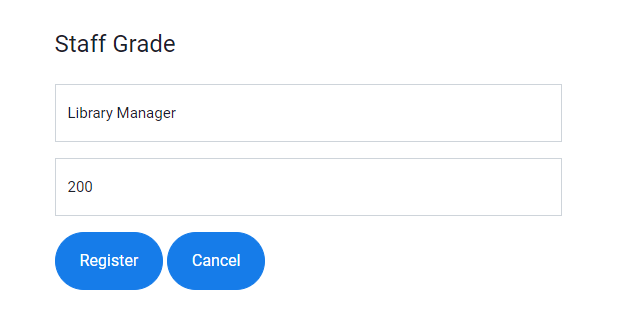 Staff Grade
Library Manager
200
Register Cancel